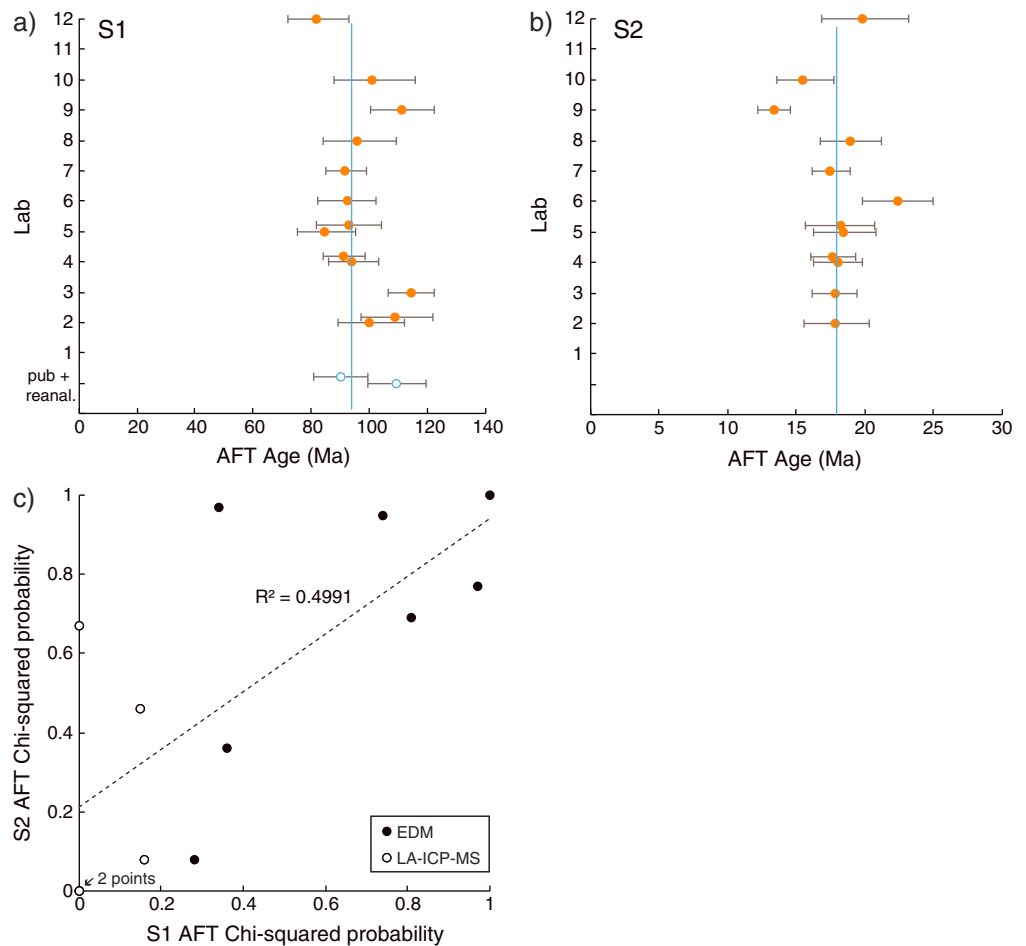 a)
S1
12
11
10
9
8
7
6
5
4
3
2
1
pub +
reanal.
Lab
0 20 40 60 80 100 120 140
AFT Age (Ma)
b)
S2
12
11
10
9
8
7
6
5
4
3
2
1
Lab
0 5 10 15 20 25 30
AFT Age (Ma)
c)
1
0.8
0.6
0.4
0.2
0
S2 AFT Chi-squared probability
R² = 0.4991
EDM
LA-ICP-MS
2 points
0 0.2 0.4 0.6 0.8 1
S1 AFT Chi-squared probability